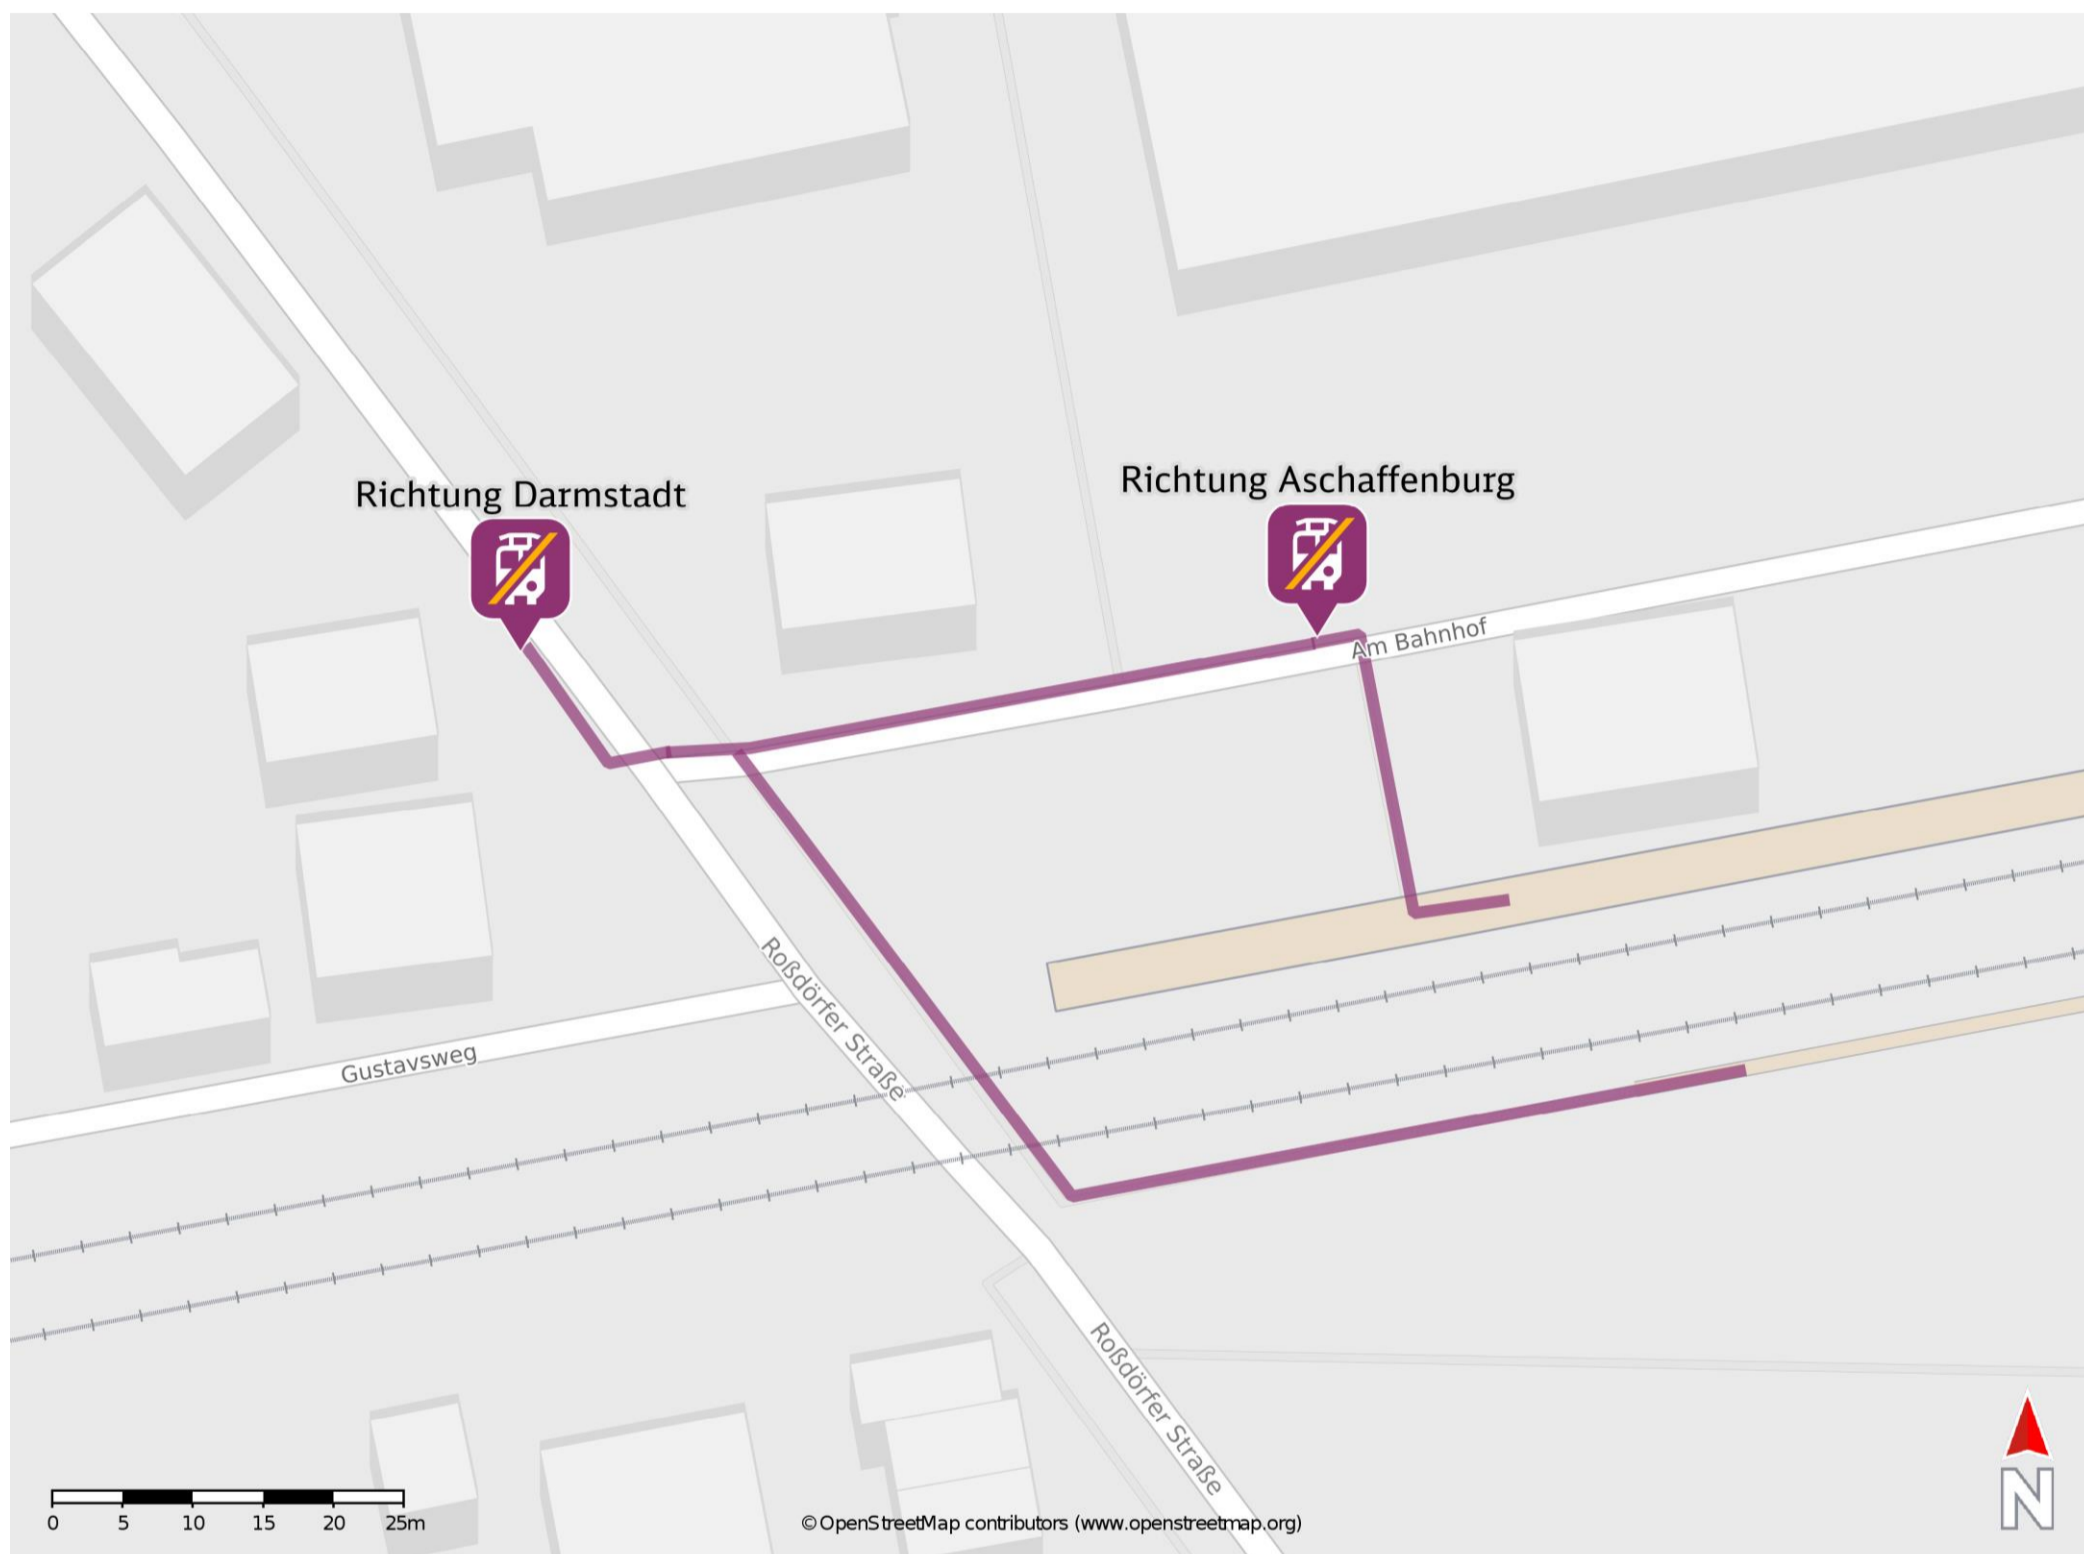 Richtung Aschaffenburg
Richtung Darmstadt
Am Bahnhof
Roßdörfer Straße
Gustavsweg
Roßdörfer Straße
N
0 5 10 15 20 25m
©OpenStreetMap contributors (www.openstreetmap.org)